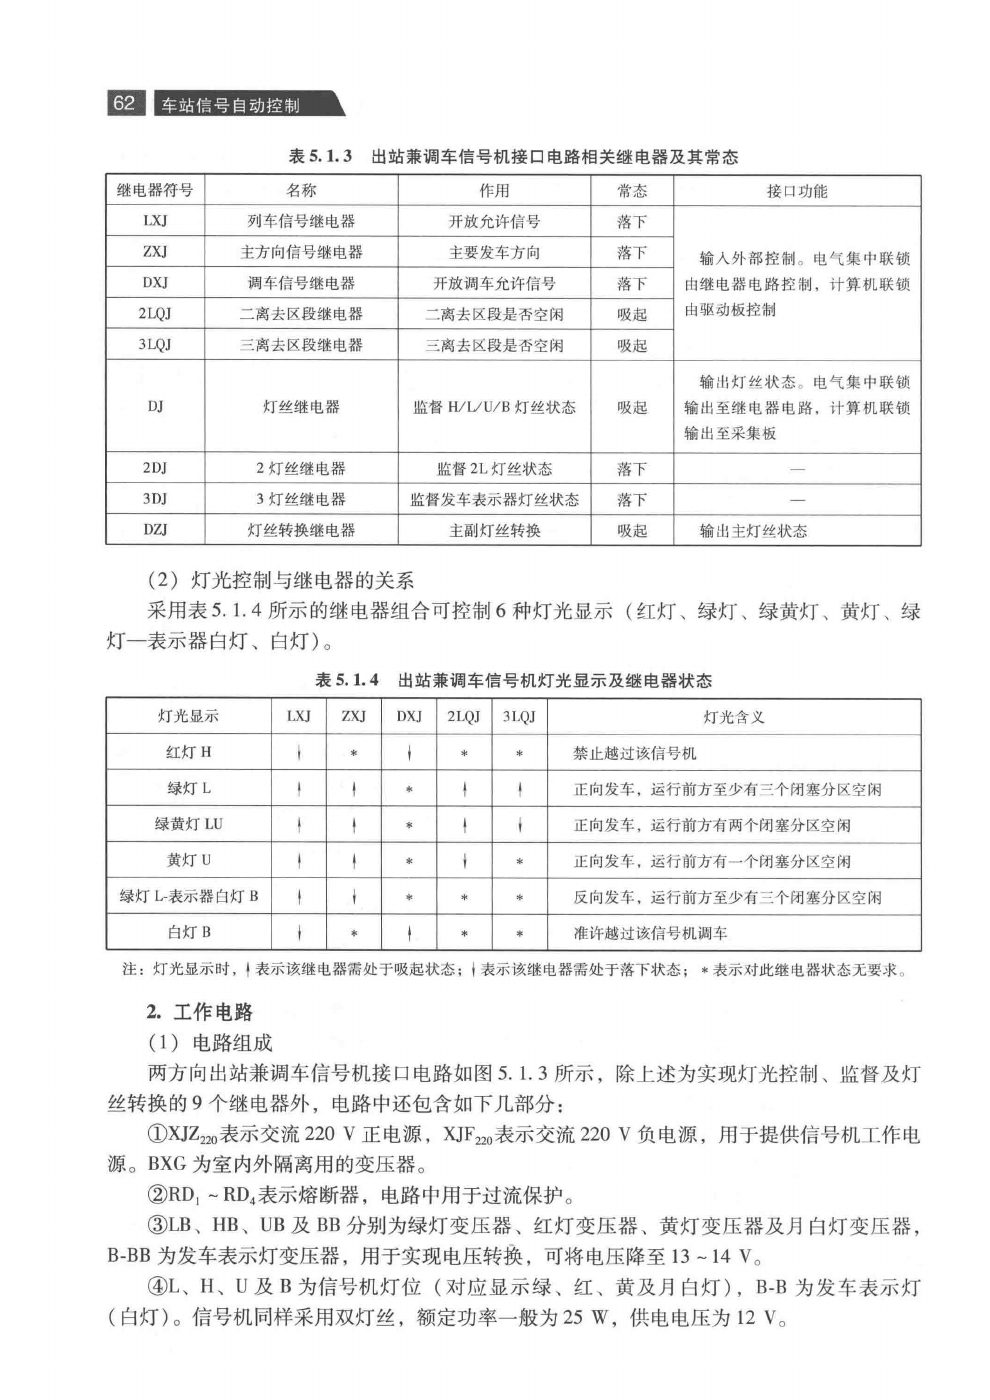 62 车站信号自动控制
表5.1.3 出站兼调车信号机接口电路相关继电器及其常态
继电器符号 名称 作用 常态 接口功能
LXJ 列车信号继电器 开放允许信号 落下
ZXJ 主方向信号继电器 主要发车方向 落下
DXJ 调车信号继电器 开放调车允许信号 落下
2LQJ 二离去区段继电器 二离去区段是否空闲 吸起
3LQJ 三离去区段继电器 三离去区段是否空闲 吸起
输入外部控制。电气集中联锁
由继电器电路控制，计算机联锁
由驱动板控制
DJ 灯丝继电器 监督 H/L/U/B 灯丝状态 吸起
输出灯丝状态。电气集中联锁
输出至继电器电路，计算机联锁
输出至采集板
2DJ 2 灯丝继电器 监督 2L 灯丝状态 落下 —
3DJ 3 灯丝继电器 监督发车表示器灯丝状态 落下 —
DZJ 灯丝转换继电器 主副灯丝转换 吸起 输出主灯丝状态
（2）灯光控制与继电器的关系
采用表5.1.4所示的继电器组合可控制6种灯光显示（红灯、绿灯、绿黄灯、黄灯、绿
灯—表示器白灯、白灯）。
表5.1.4 出站兼调车信号机灯光显示及继电器状态
灯光显示 LXJ ZXJ DXJ 2LQJ 3LQJ 灯光含义
红灯 H ↓ * ↓ * * 禁止越过该信号机
绿灯 L ↑ ↑ * ↑ ↑ 正向发车，运行前方至少有三个闭塞分区空闲
绿黄灯 LU ↑ ↑ * ↑ ↓ 正向发车，运行前方有两个闭塞分区空闲
黄灯 U ↑ ↑ * ↓ * 正向发车，运行前方有一个闭塞分区空闲
绿灯 L-表示器白灯 B ↑ ↓ * * * 反向发车，运行前方至少有三个闭塞分区空闲
白灯 B ↓ * ↑ * * 准许越过该信号机调车
注：灯光显示时，↑表示该继电器需处于吸起状态；↓表示该继电器需处于落下状态；*表示对此继电器状态无要求。
2. 工作电路
（1）电路组成
两方向出站兼调车信号机接口电路如图5.1.3所示，除上述为实现灯光控制、监督及灯
丝转换的9个继电器外，电路中还包含如下几部分：
①XJZ₂₂₀表示交流 220 V 正电源，XJF₂₂₀表示交流 220 V 负电源，用于提供信号机工作电
源。BXG 为室内外隔离用的变压器。
②RD₁ ~ RD₄表示熔断器，电路中用于过流保护。
③LB、HB、UB 及 BB 分别为绿灯变压器、红灯变压器、黄灯变压器及月白灯变压器，
B-BB 为发车表示灯变压器，用于实现电压转换，可将电压降至 13 ~ 14 V。
④L、H、U 及 B 为信号机灯位（对应显示绿、红、黄及月白灯），B-B 为发车表示灯
（白灯）。信号机同样采用双灯丝，额定功率一般为 25 W，供电电压为 12 V。